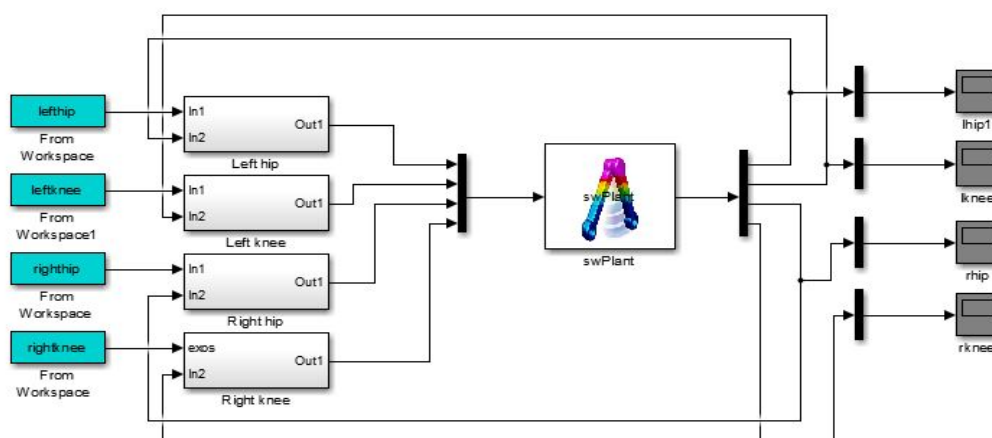 lefthip
From
Workspace
In1
In2
Out1
Left hip
lhip1
leftknee
From
Workspace1
In1
In2
Out1
Left knee
lknee
swPlant
swPlant
righthip
From
Workspace
In1
In2
Out1
Right hip
rhip
rightknee
From
Workspace
exos
In2
Out1
Right knee
rknee